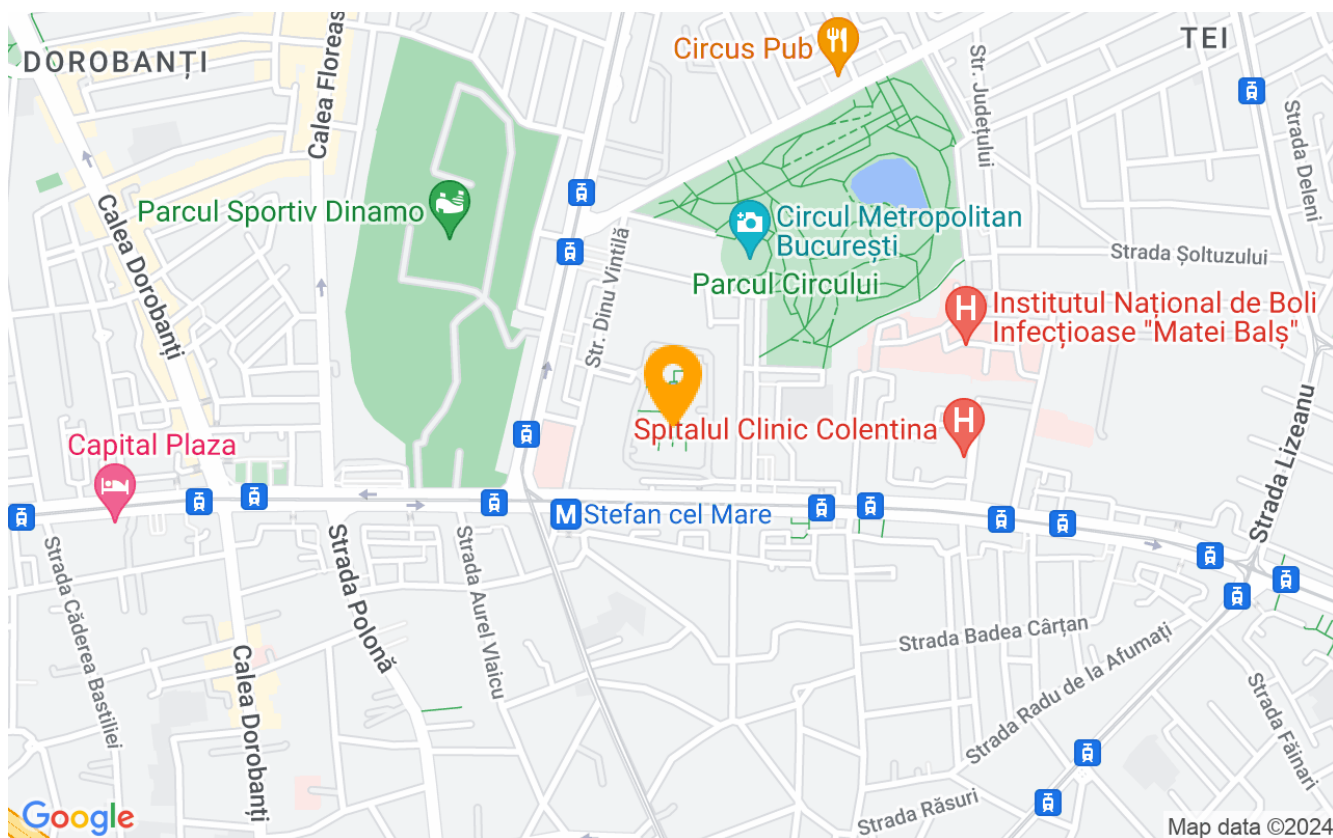 Circus Pub
TEI
DOROBANȚI
Calea Floreas
Str. Județului
Strada Deleni
Parcul Sportiv Dinamo
Circul Metropolitan
București
Calea Dorobanți
Str. Dinu Vintilă
Strada Șoltuzului
Parcul Circului
Institutul Național de Boli
Infecțioase "Matei Balș"
H
Spitalul Clinic Colentina
H
Capital Plaza
Strada Lizeanu
M
Stefan cel Mare
Strada Căderea Bastiliei
Strada Polonă
Strada Aurel Vlaicu
Strada Badea Cârțan
Calea Dorobanți
Strada Radu de la Afumați
Strada Făinari
Strada Răsuri
Google
Map data ©2024